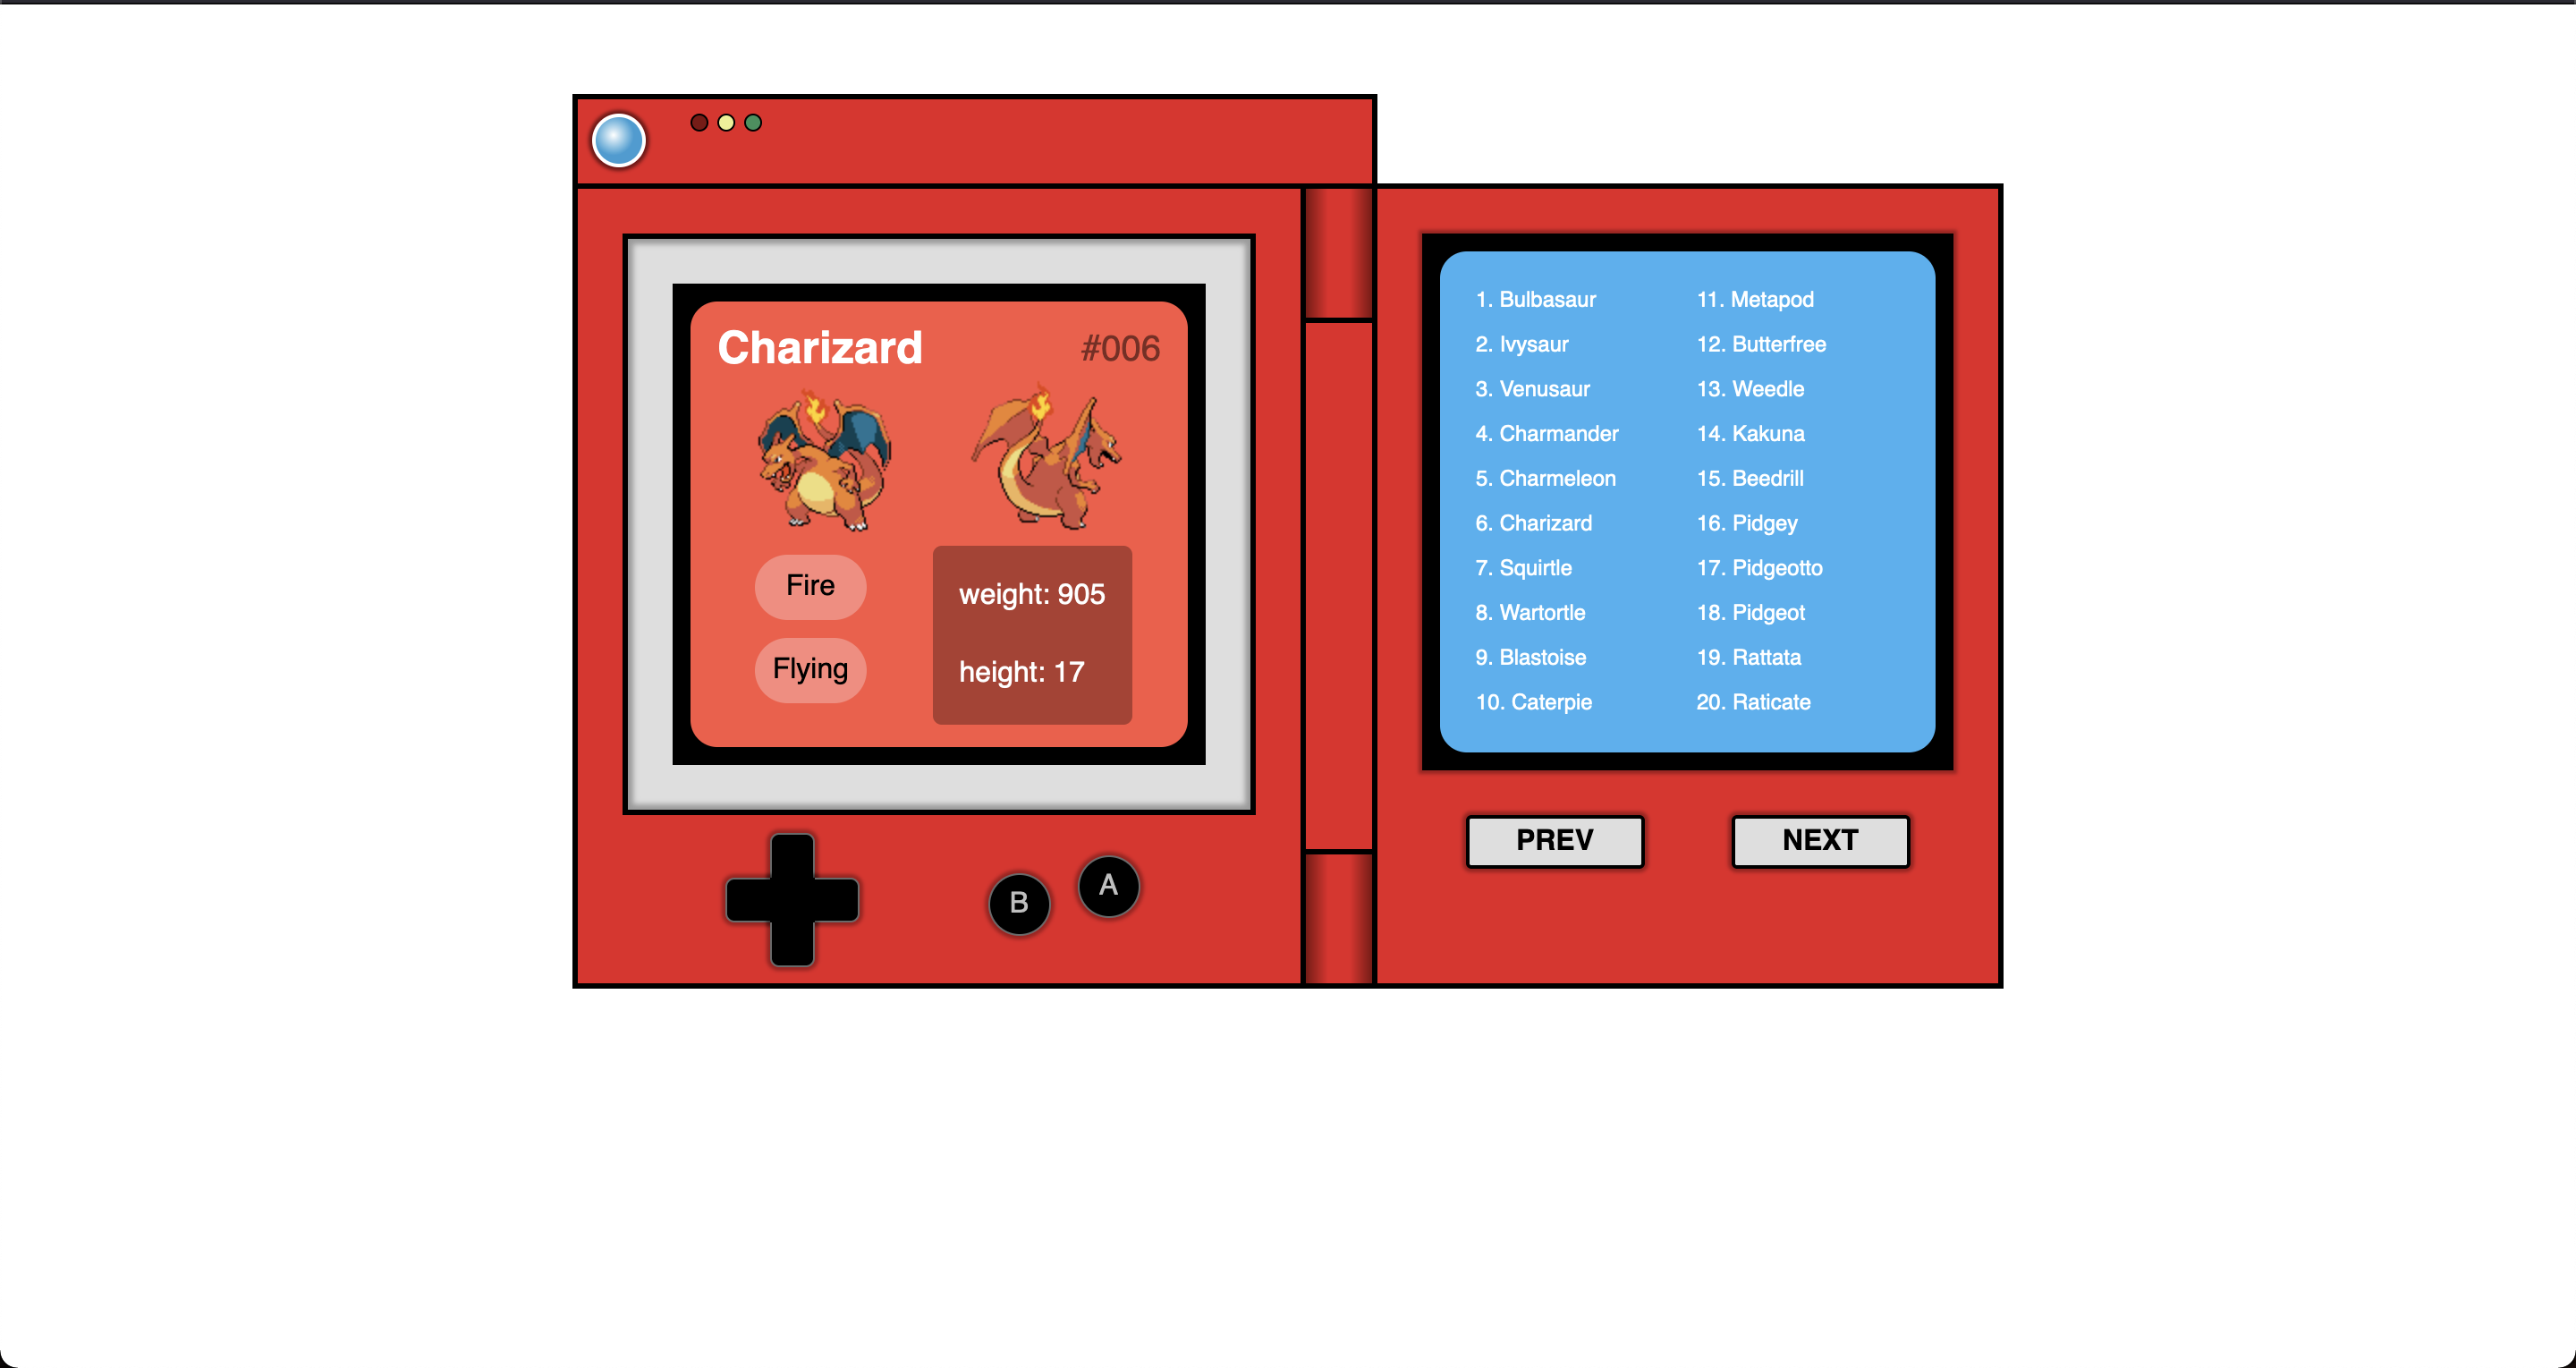 Charizard #006
Fire
Flying
weight: 905
height: 17
B
A
1. Bulbasaur
2. Ivysaur
3. Venusaur
4. Charmander
5. Charmeleon
6. Charizard
7. Squirtle
8. Wartortle
9. Blastoise
10. Caterpie
11. Metapod
12. Butterfree
13. Weedle
14. Kakuna
15. Beedrill
16. Pidgey
17. Pidgeotto
18. Pidgeot
19. Rattata
20. Raticate
PREV
NEXT